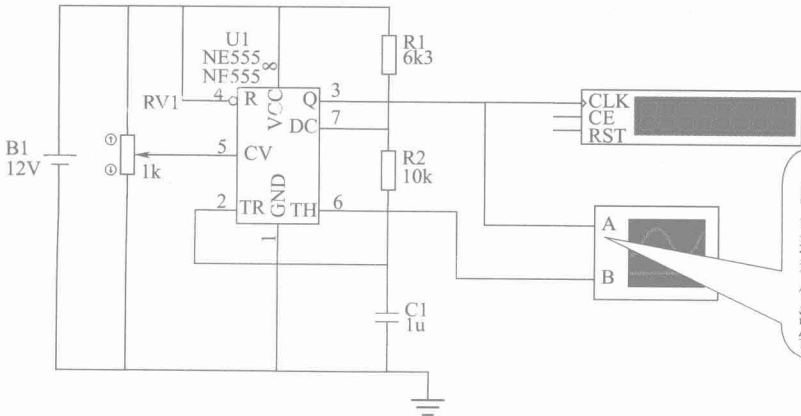 U1
NE555
NE555
R1
6k3
8
RV1
4
R
VCC
Q
3
DC
7
CLK
CE
RST
B1
12V
1k
5
CV
R2
10k
2
TR
GND
TH
6
1
A
B
C1
1u